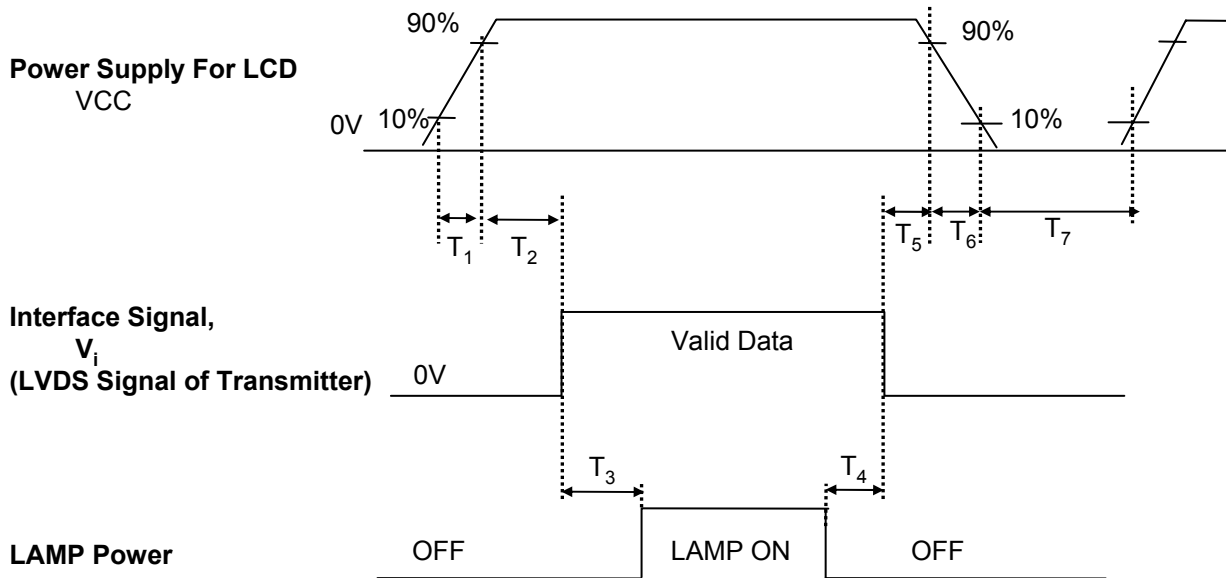 90%
90%
Power Supply For LCD
VCC
0V
10%
10%
T1
T2
T5
T6
T7
Interface Signal,
Vi
(LVDS Signal of Transmitter)
0V
Valid Data
T3
T4
LAMP Power
OFF
LAMP ON
OFF